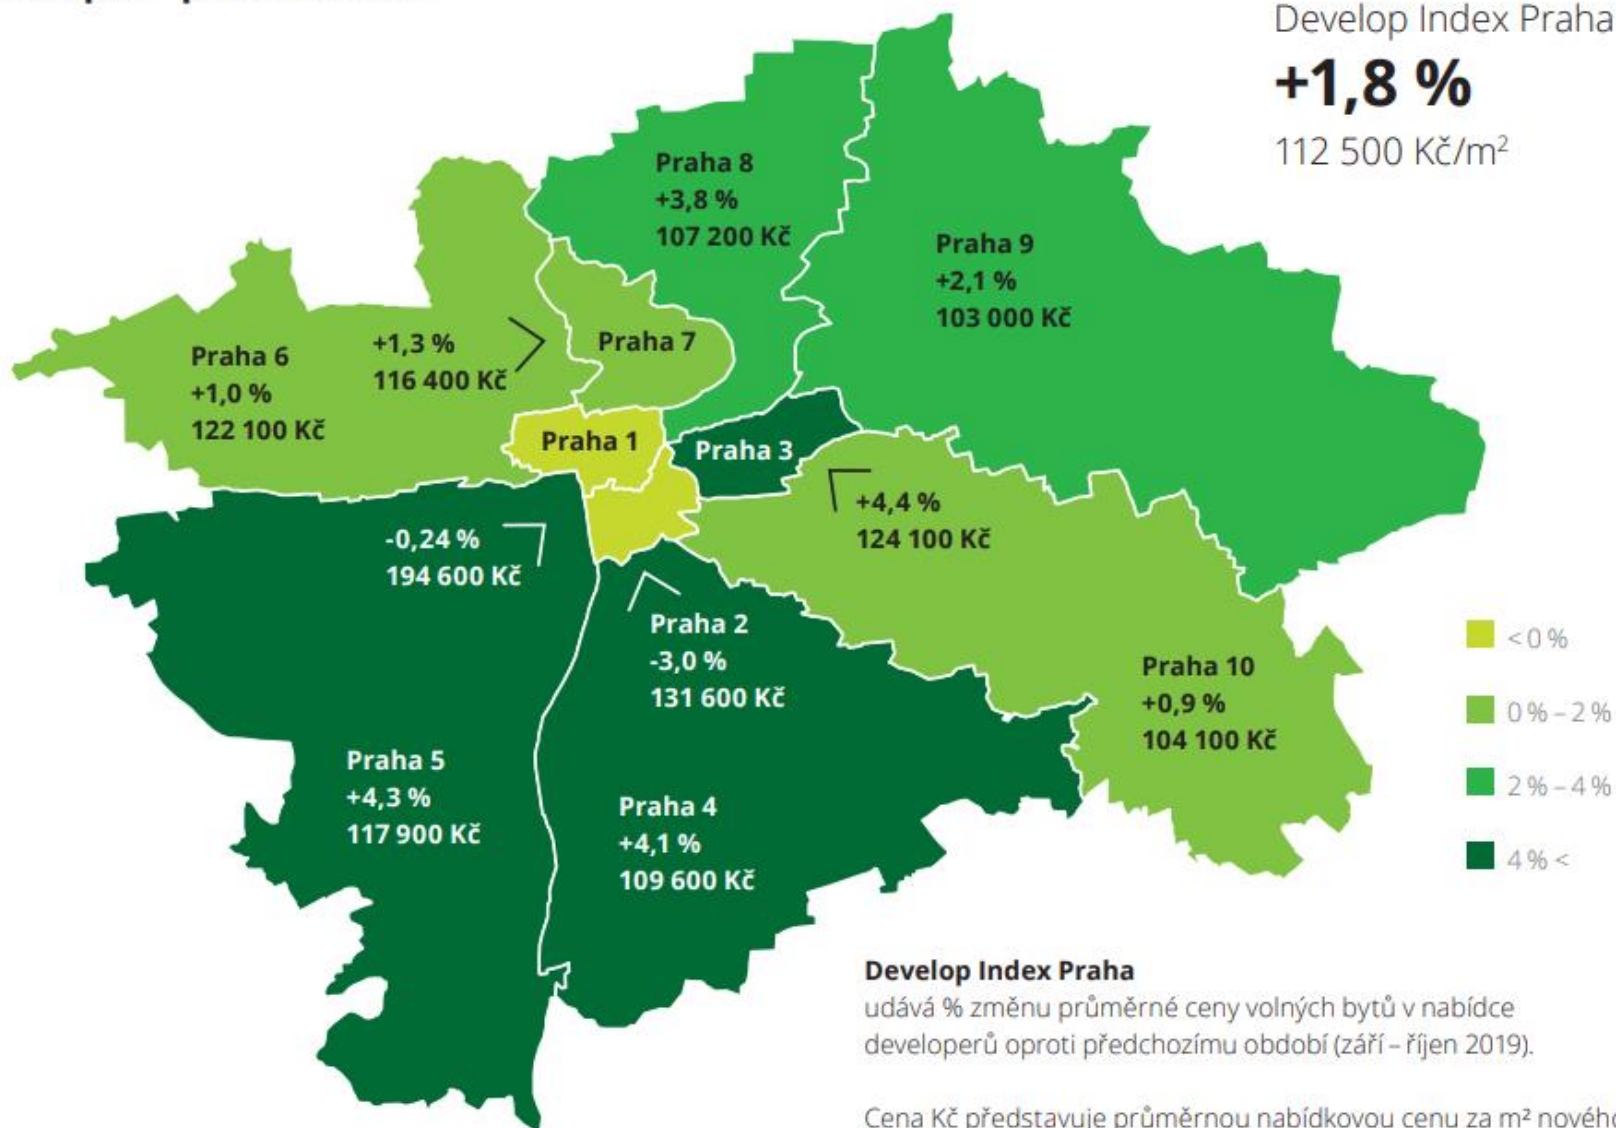 Develop Index Praha
+1,8 %
112 500 Kč/m²
Praha 8
+3,8 %
107 200 Kč
Praha 9
+2,1 %
103 000 Kč
Praha 6
+1,0 %
122 100 Kč
+1,3 %
116 400 Kč
Praha 7
Praha 1
Praha 3
+4,4 %
124 100 Kč
-0,24 %
194 600 Kč
Praha 2
-3,0 %
131 600 Kč
Praha 10
+0,9 %
104 100 Kč
Praha 5
+4,3 %
117 900 Kč
Praha 4
+4,1 %
109 600 Kč
< 0 %
0 % – 2 %
2 % – 4 %
4 % <
Develop Index Praha
udává % změnu průměrné ceny volných bytů v nabídce
developerů oproti předchozímu období (září – říjen 2019).
Cena Kč představuje průměrnou nabídkovou cenu za m² nového